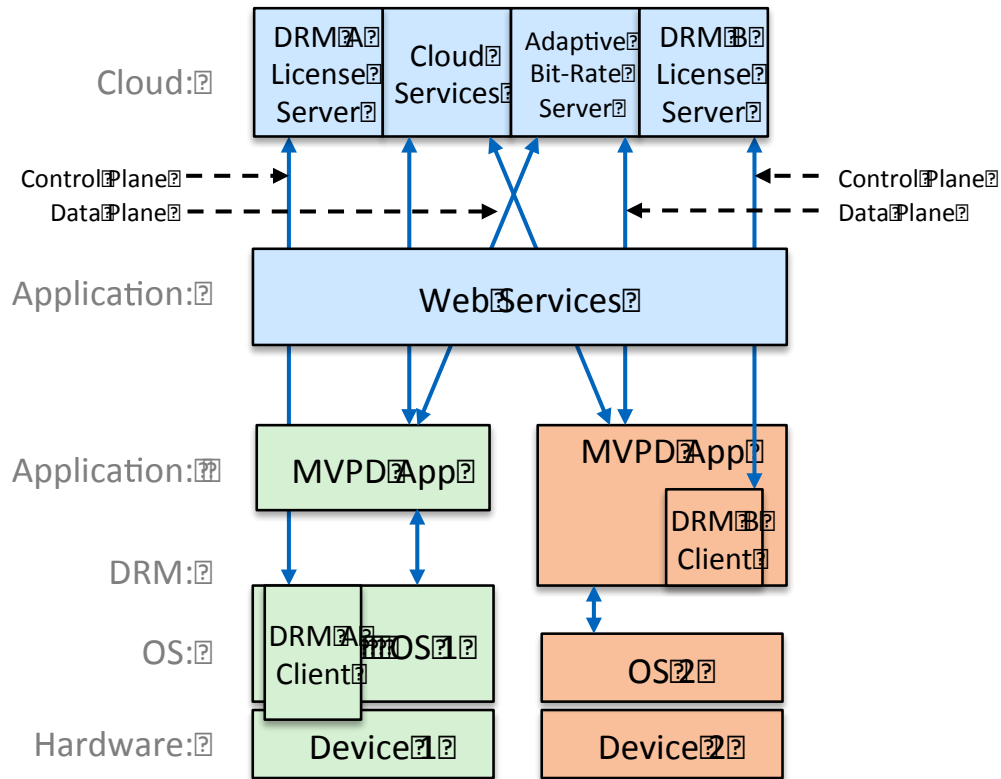 DRM A
License
Server
Cloud
Services
Adaptive
Bit-Rate
Server
DRM B
License
Server
Cloud:
Control Plane
Data Plane
Control Plane
Data Plane
Application:
Web Services
Application:
MVPD App
MVPD App
DRM B
Client
DRM:
DRM A
Client
OS 1
OS:
OS 2
Hardware:
Device 1
Device 2